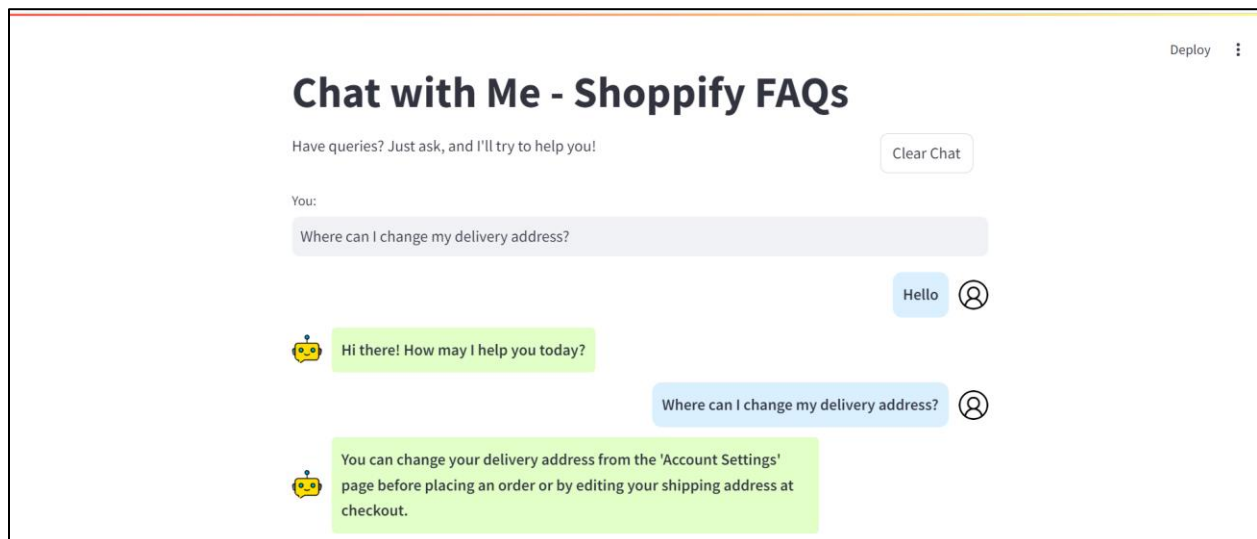 Deploy
Chat with Me - Shoppify FAQs
Have queries? Just ask, and I'll try to help you!
Clear Chat
You:
Where can I change my delivery address?
Hello
Hi there! How may I help you today?
Where can I change my delivery address?
You can change your delivery address from the 'Account Settings'
page before placing an order or by editing your shipping address at
checkout.